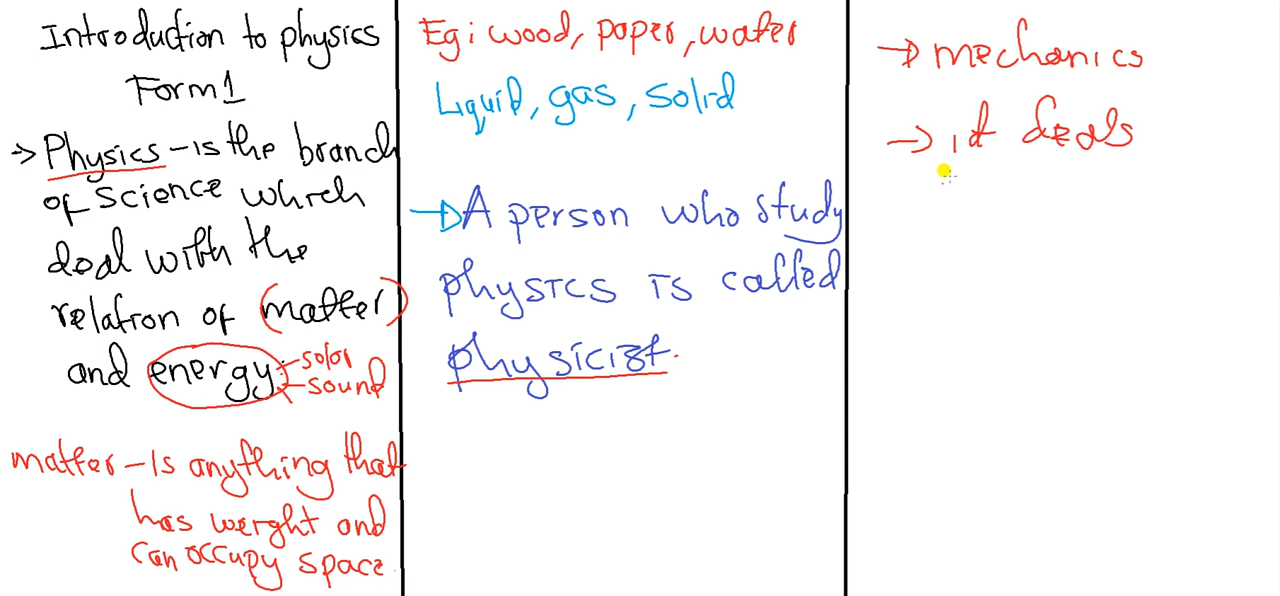 Introduction to physics
Form 1
→ Physics - is the branch
of science which
deal with the
relation of (matter)
and energy:
solar
sound
matter - Is anything that
has weight and
can occupy space
Eg: wood, paper, water
Liquid, gas, solid
→ A person who study
physics is called
physicist.
→ mechanics
→ it deals